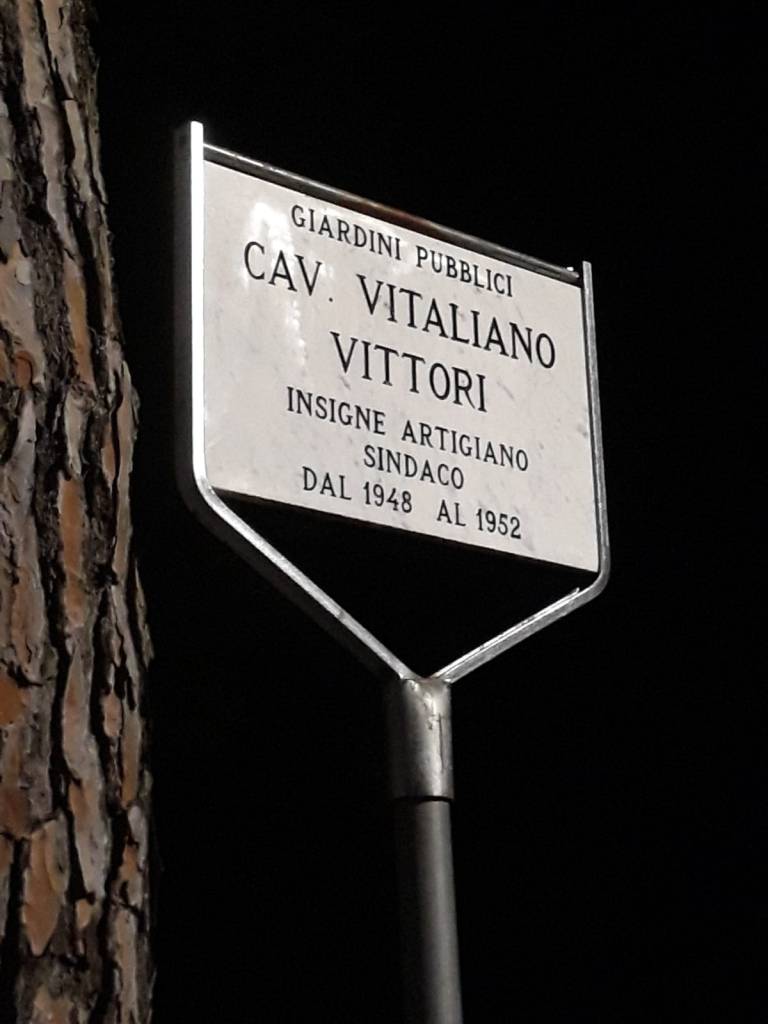 GIARDINI PUBBLICI
CAV. VITALIANO
VITTORI
INSIGNE ARTIGIANO
SINDACO
DAL 1948 AL 1952